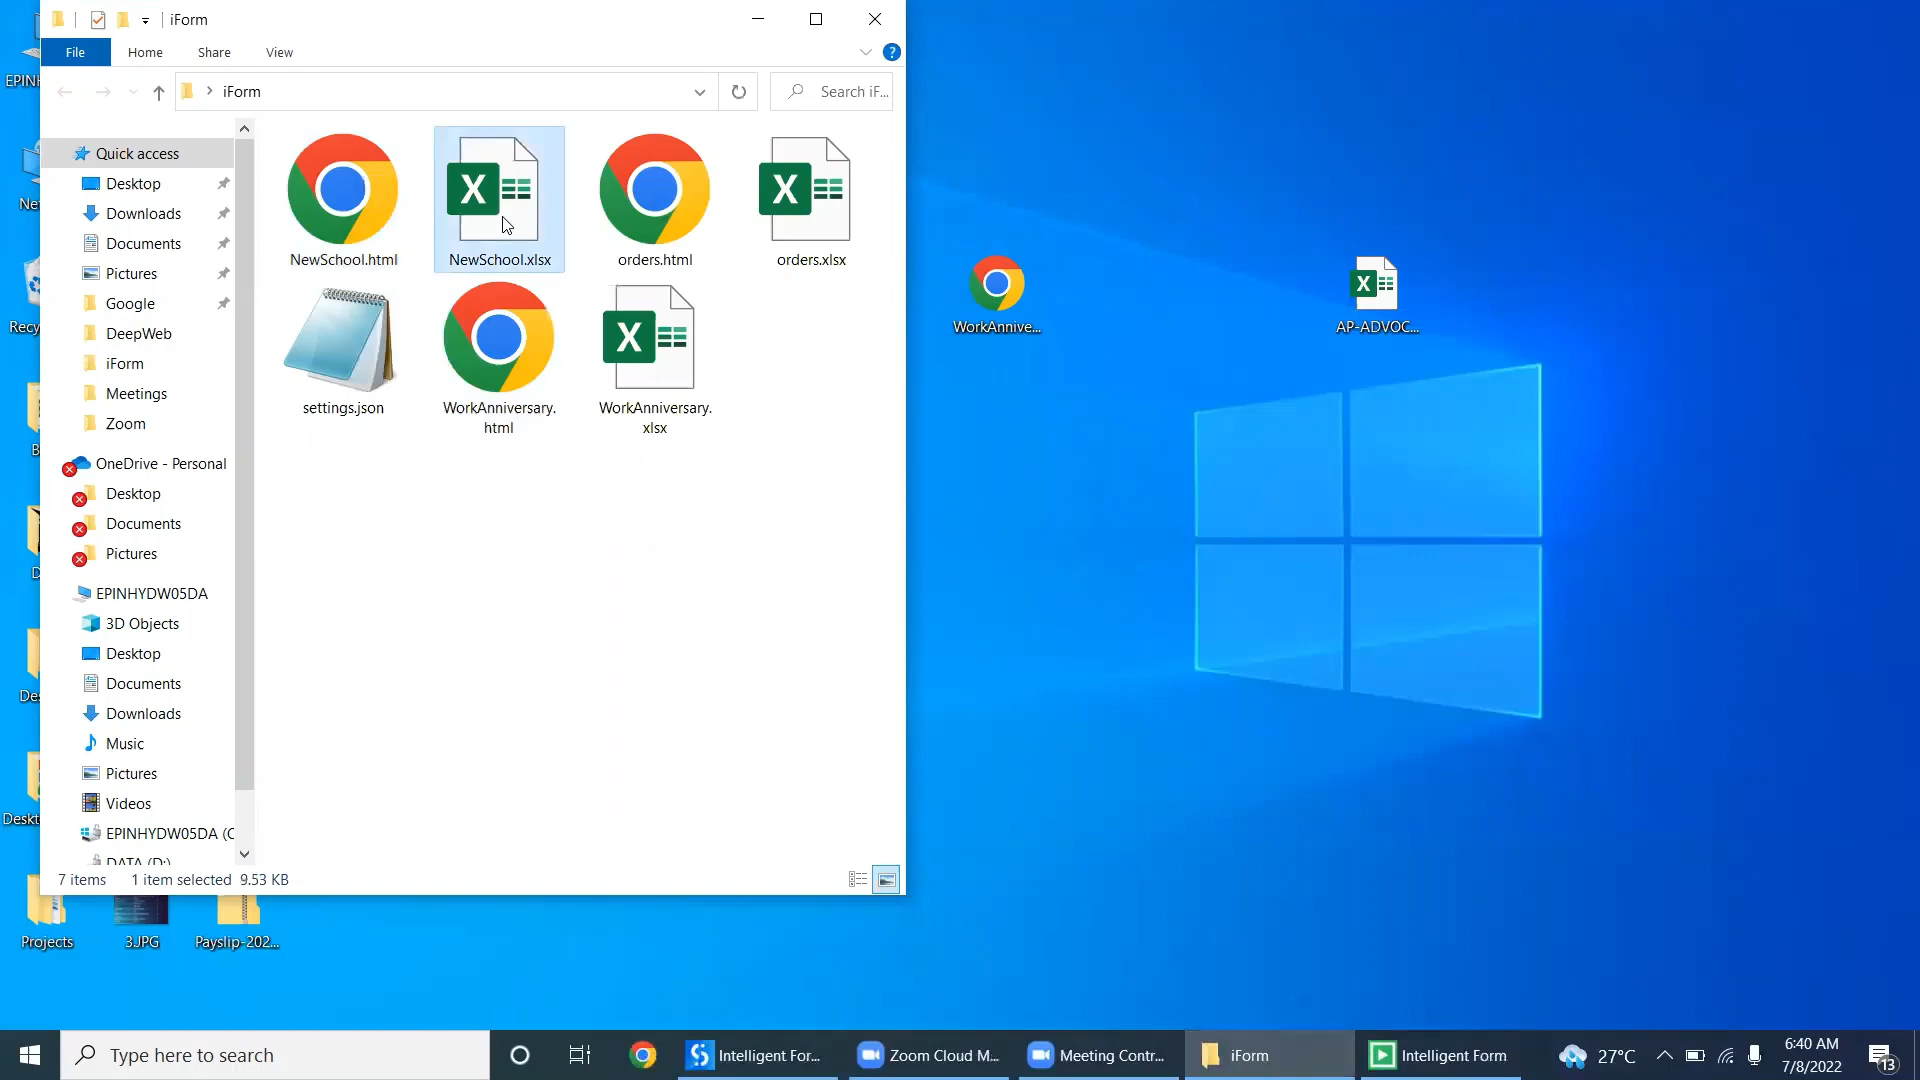 iForm
File
Home
Share
View
?
iForm
Search iF...
Quick access
Desktop
Downloads
Documents
Pictures
Google
DeepWeb
iForm
Meetings
Zoom
OneDrive - Personal
Desktop
Documents
Pictures
EPINHYDW05DA
3D Objects
Desktop
Documents
Downloads
Music
Pictures
Videos
EPINHYDW05DA (C
DATA (D:)
NewSchool.html
NewSchool.xlsx
orders.html
orders.xlsx
settings.json
WorkAnniversary.
html
WorkAnniversary.
xlsx
7 items
1 item selected 9.53 KB
EPINH
Ne
Recy
B
D
De
Deskt
Projects
3.JPG
Payslip-202...
WorkAnnive...
AP-ADVOC...
Type here to search
Intelligent For...
Zoom Cloud M...
Meeting Contr...
iForm
Intelligent Form
27°C
6:40 AM
7/8/2022
13